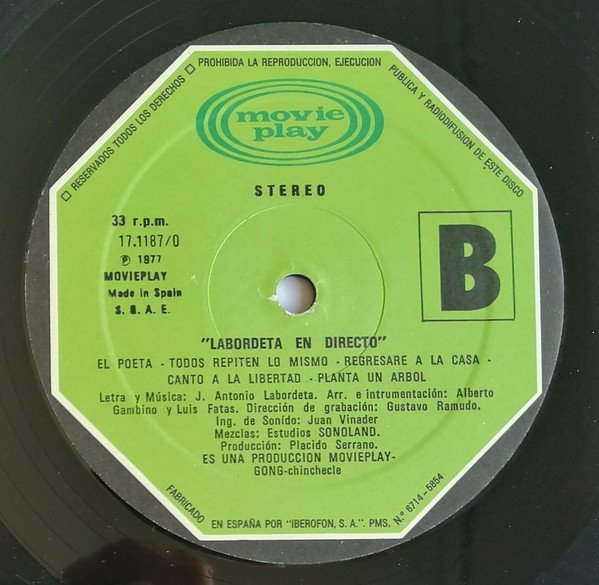 □ RESERVADOS TODOS LOS DERECHOS □ PROHIBIDA LA REPRODUCCION, EJECUCION PUBLICA Y RADIODIFUSION DE ESTE DISCO
movie
play
STEREO
33 r.p.m.
17.1187/0
℗ 1977
MOVIEPLAY
Made in Spain
S. G. A. E.
B
"LABORDETA EN DIRECTO"
EL POETA - TODOS REPITEN LO MISMO - REGRESARE A LA CASA -
CANTO A LA LIBERTAD - PLANTA UN ARBOL
Letra y Música: J. Antonio Labordeta. Arr. e intrumentación: Alberto
Gambino y Luis Fatas. Dirección de grabación: Gustavo Ramudo.
Ing. de Sonído: Juan Vinader
Mezclas: Estudios SONOLAND.
Producción: Placido Serrano.
ES UNA PRODUCCION MOVIEPLAY-
GONG-chinchecle
FABRICADO EN ESPAÑA POR "IBEROFON, S. A.". PMS. N.º 6714 - 5854